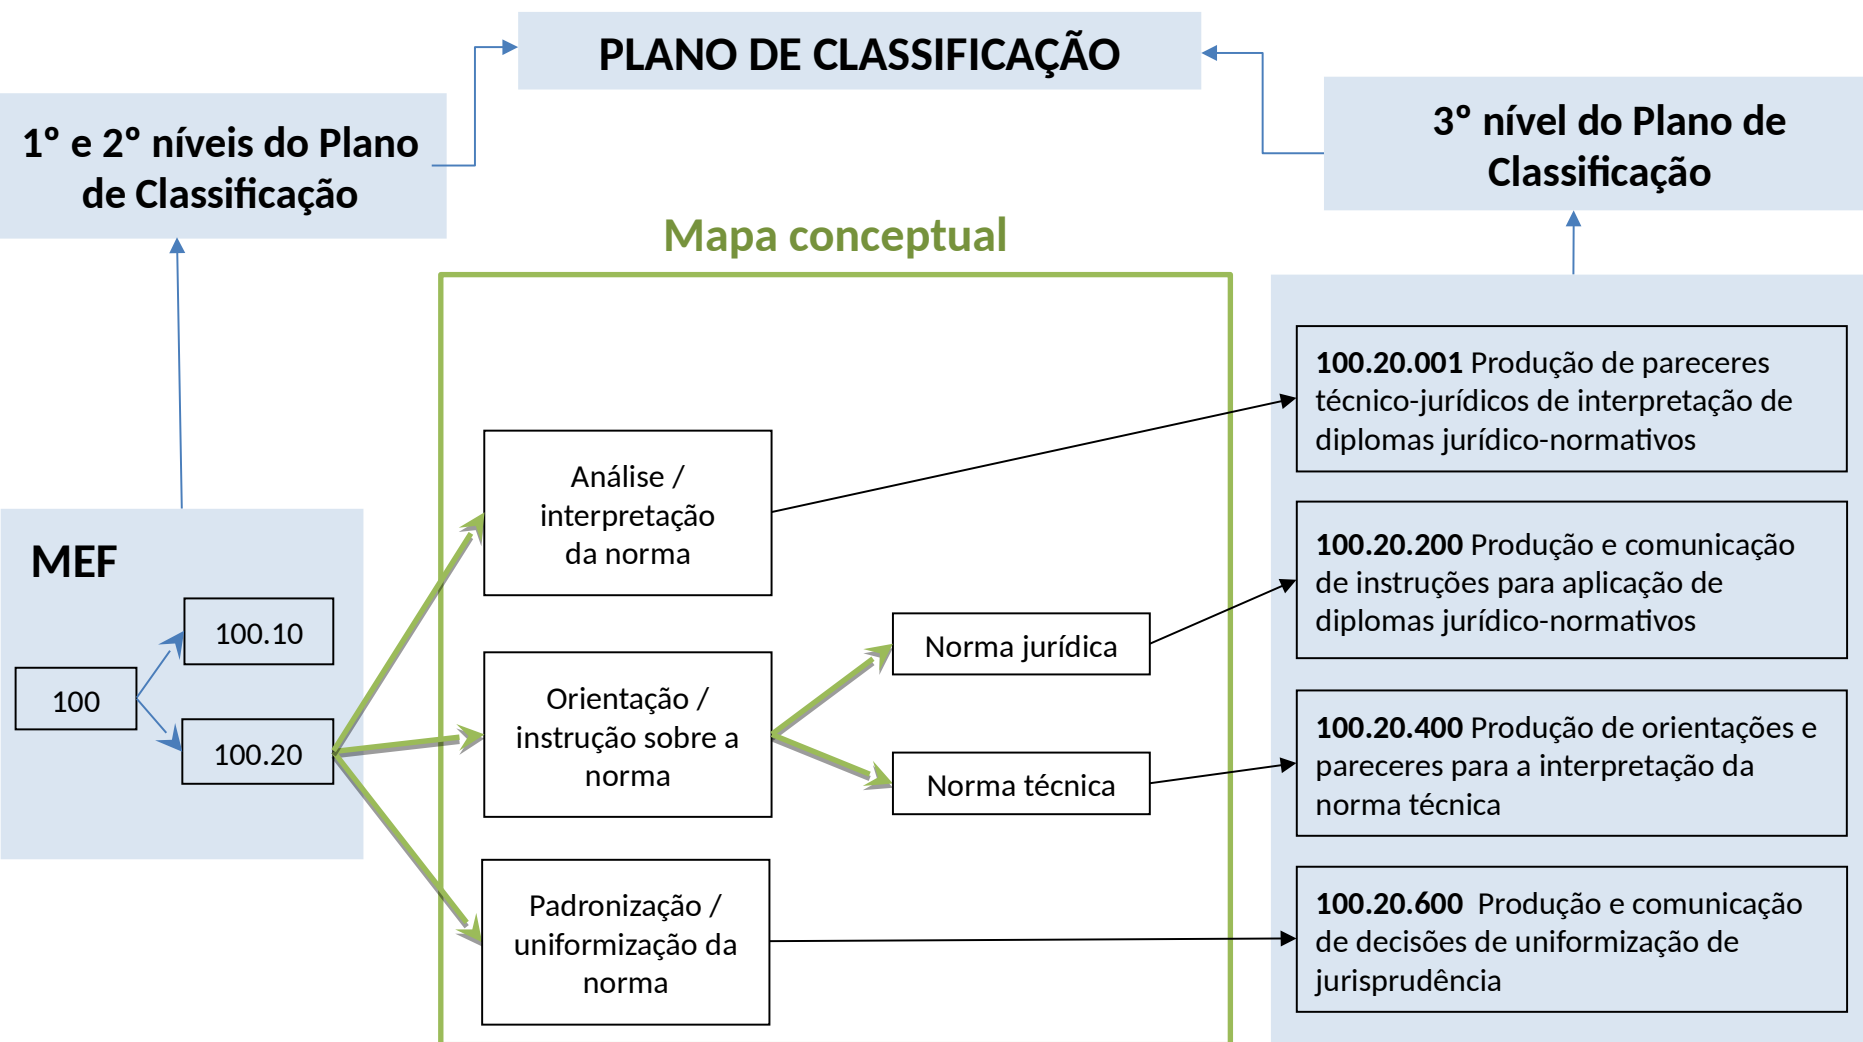 PLANO DE CLASSIFICAÇÃO
1º e 2º níveis do Plano
de Classificação
3º nível do Plano de
Classificação
Mapa conceptual
MEF
100
100.10
100.20
Análise /
interpretação
da norma
Orientação /
instrução sobre a
norma
Padronização /
uniformização da
norma
Norma jurídica
Norma técnica
100.20.001 Produção de pareceres
técnico-jurídicos de interpretação de
diplomas jurídico-normativos
100.20.200 Produção e comunicação
de instruções para aplicação de
diplomas jurídico-normativos
100.20.400 Produção de orientações e
pareceres para a interpretação da
norma técnica
100.20.600  Produção e comunicação
de decisões de uniformização de
jurisprudência